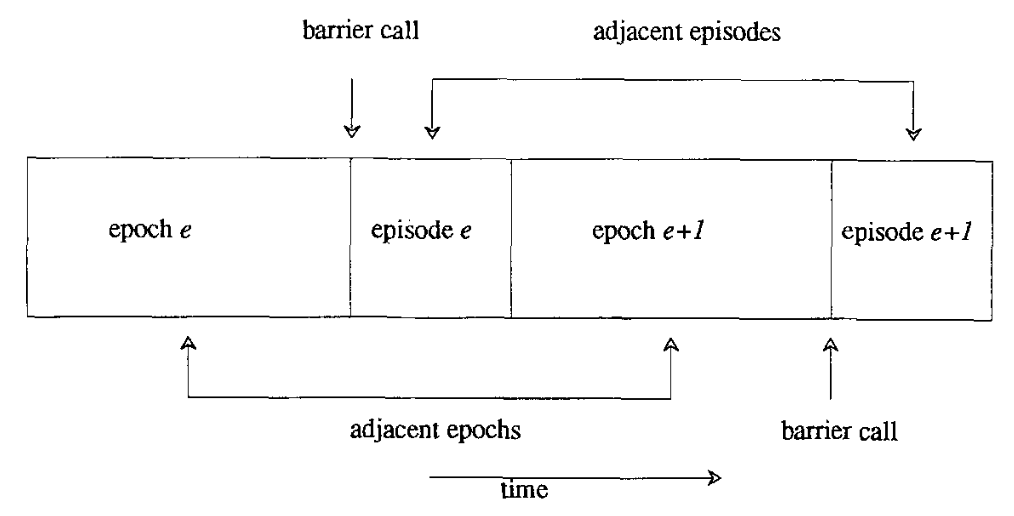 barrier call
adjacent episodes
epoch e
episode e
epoch e+1
episode e+1
adjacent epochs
barrier call
time